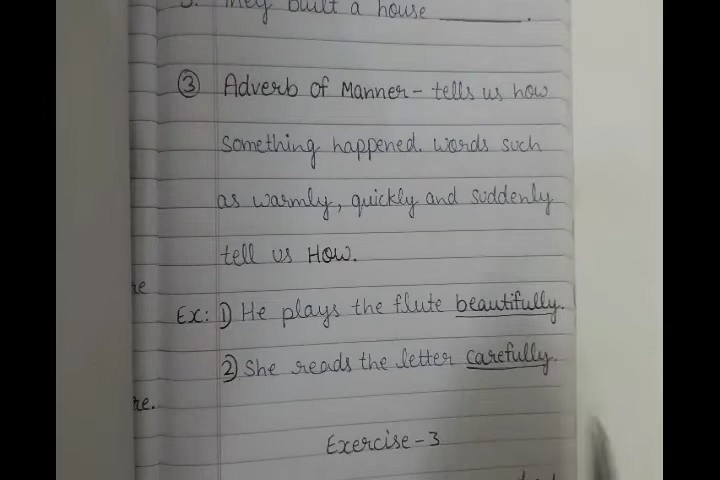 They built a house ______.
③ Adverb of Manner - tells us how
something happened. words such
as warmly, quickly and suddenly
tell us How.
Ex: 1) He plays the flute beautifully.
2) She reads the letter carefully.
Exercise - 3